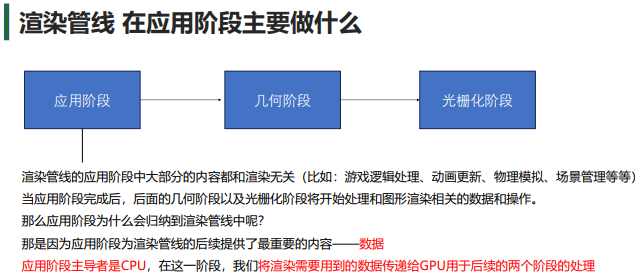 渲染管线 在应用阶段主要做什么
应用阶段
几何阶段
光栅化阶段
渲染管线的应用阶段中大部分的内容都和渲染无关（比如：游戏逻辑处理、动画更新、物理模拟、场景管理等等）
当应用阶段完成后，后面的几何阶段以及光栅化阶段将开始处理和图形渲染相关的数据和操作。
那么应用阶段为什么会归纳到渲染管线中呢？
那是因为应用阶段为渲染管线的后续提供了最重要的内容——数据
应用阶段主导者是CPU，在这一阶段，我们将渲染需要用到的数据传递给GPU用于后续的两个阶段的处理